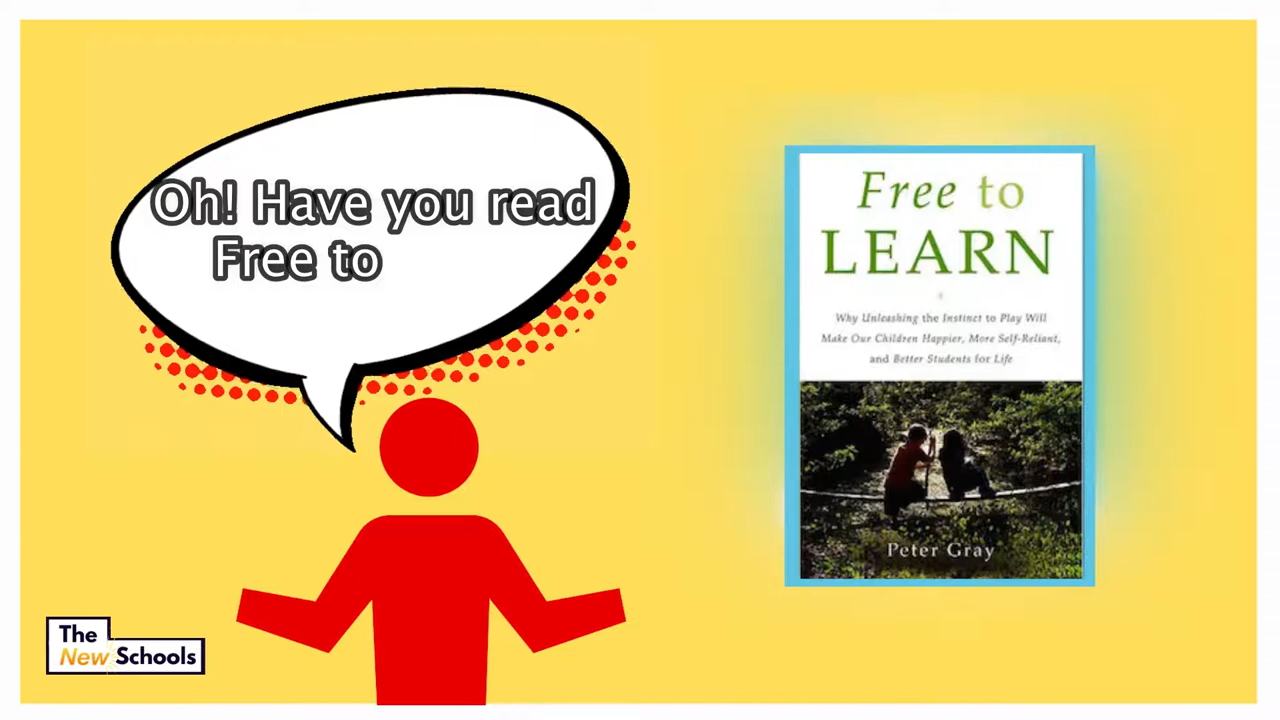 Oh! Have you read
Free to
Free to
LEARN
Why Unleashing the Instinct to Play Will
Make Our Children Happier, More Self-Reliant,
and Better Students for Life
Peter Gray
The
New Schools